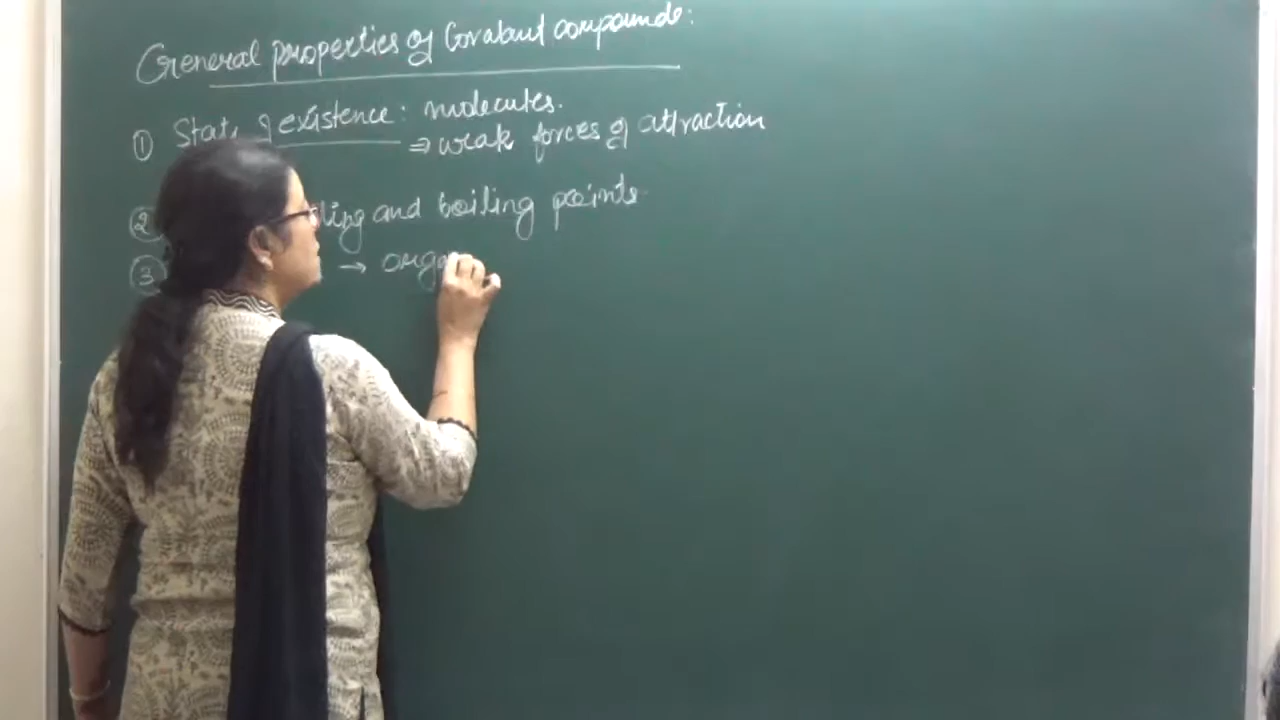 General properties of Covalent compounds:
① State of existence: molecules.
⇒ weak forces of attraction
② ling and boiling points.
③ → orga